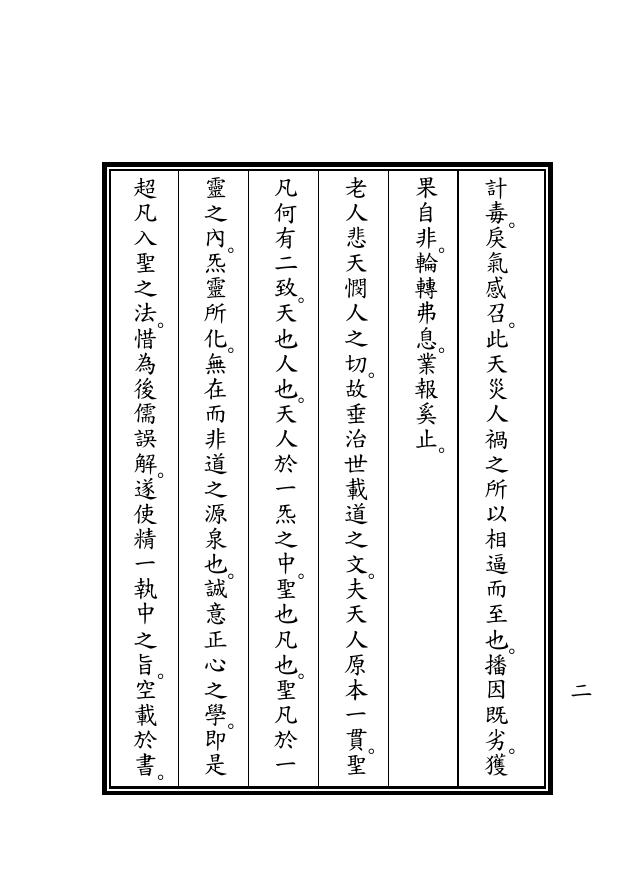 計毒。戾氣感召。此天災人禍之所以相逼而至也。播因既劣。獲
果自非。輪轉弗息。業報奚止。
老人悲天憫人之切。故垂治世載道之文。夫天人原本一貫。聖
凡何有二致。天也人也。天人於一炁之中。聖也凡也。聖凡於一
靈之內。炁靈所化。無在而非道之源泉也。誠意正心之學。即是
超凡入聖之法。惜為後儒誤解。遂使精一執中之旨。空載於書。
二